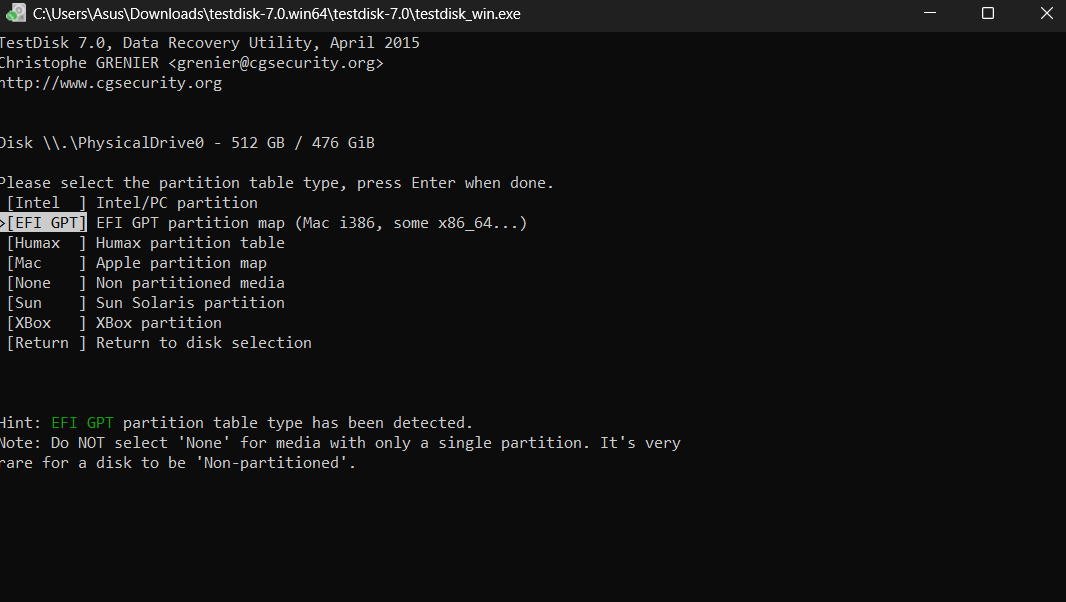 C:\Users\Asus\Downloads\testdisk-7.0.win64\testdisk-7.0\testdisk_win.exe
TestDisk 7.0, Data Recovery Utility, April 2015
Christophe GRENIER <grenier@cgsecurity.org>
http://www.cgsecurity.org
Disk \\.\PhysicalDrive0 - 512 GB / 476 GiB
Please select the partition table type, press Enter when done.
[Intel  ] Intel/PC partition
>[EFI GPT] EFI GPT partition map (Mac i386, some x86_64...)
[Humax  ] Humax partition table
[Mac    ] Apple partition map
[None   ] Non partitioned media
[Sun    ] Sun Solaris partition
[XBox   ] XBox partition
[Return ] Return to disk selection
Hint: EFI GPT partition table type has been detected.
Note: Do NOT select 'None' for media with only a single partition. It's very
rare for a disk to be 'Non-partitioned'.